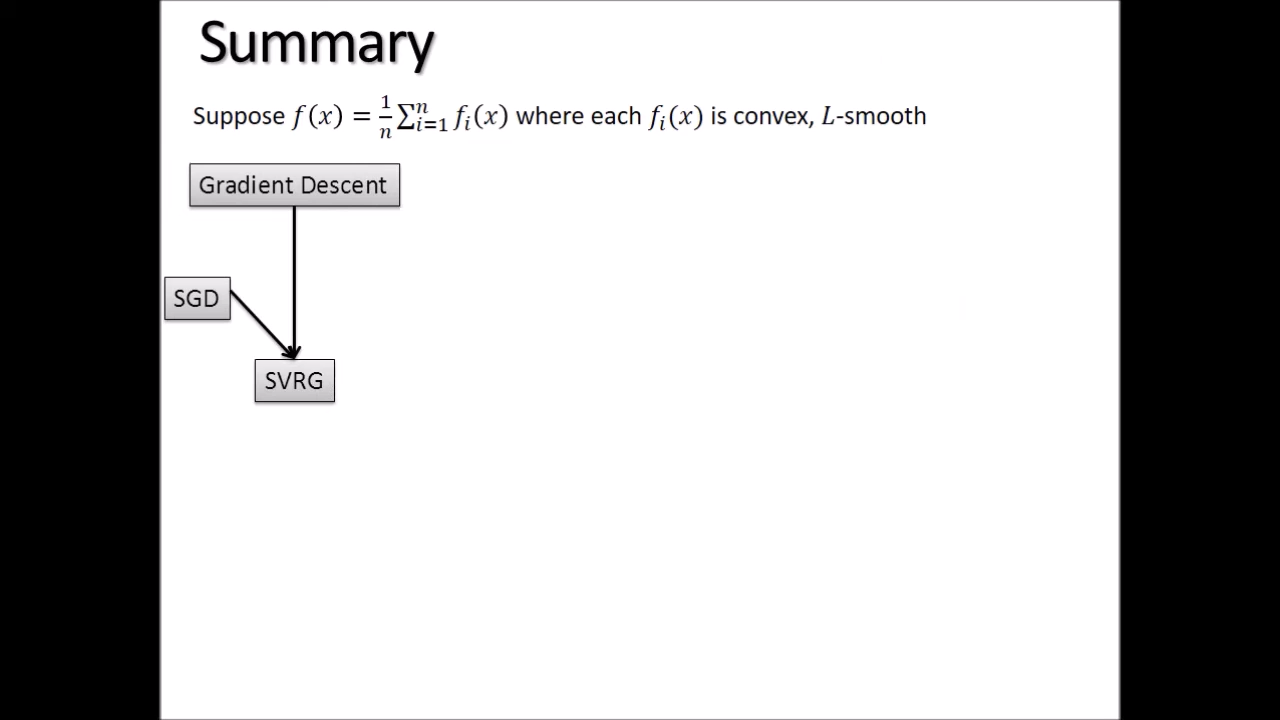 Summary
Suppose f(x) = 1/n ∑ⁿᵢ₌₁ fᵢ(x) where each fᵢ(x) is convex, L-smooth
Gradient Descent
SGD
SVRG